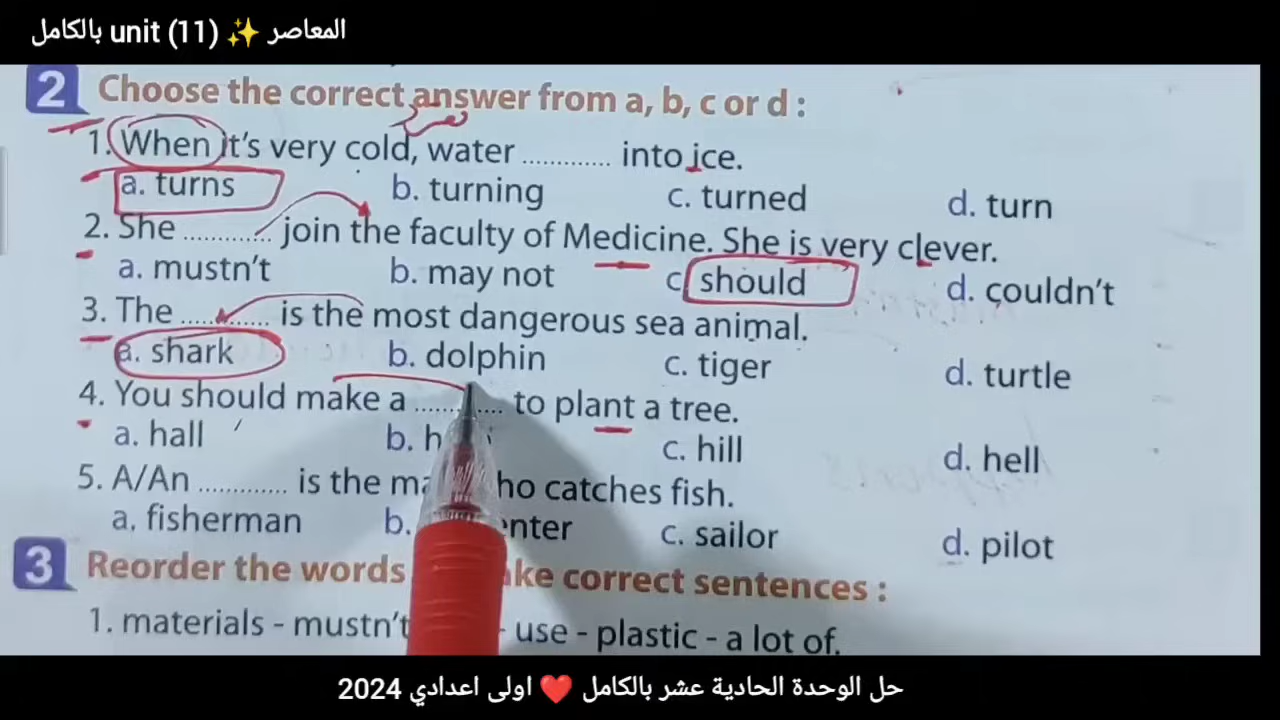 المعاصر ✨ unit (11) بالكامل
2 Choose the correct answer from a, b, c or d :
1. When it's very cold, water ............ into ice.
a. turns b. turning c. turned d. turn
2. She ............ join the faculty of Medicine. She is very clever.
a. mustn't b. may not c. should d. couldn't
3. The ............ is the most dangerous sea animal.
a. shark b. dolphin c. tiger d. turtle
4. You should make a ............ to plant a tree.
a. hall b. c. hill d. hell
5. A/An ............ is the catches fish.
a. fisherman b. c. sailor d. pilot
3 Reorder the words correct sentences :
1. materials - mustn't - use - plastic - a lot of.
حل الوحدة الحادية عشر بالكامل ❤️ اولى اعدادي 2024